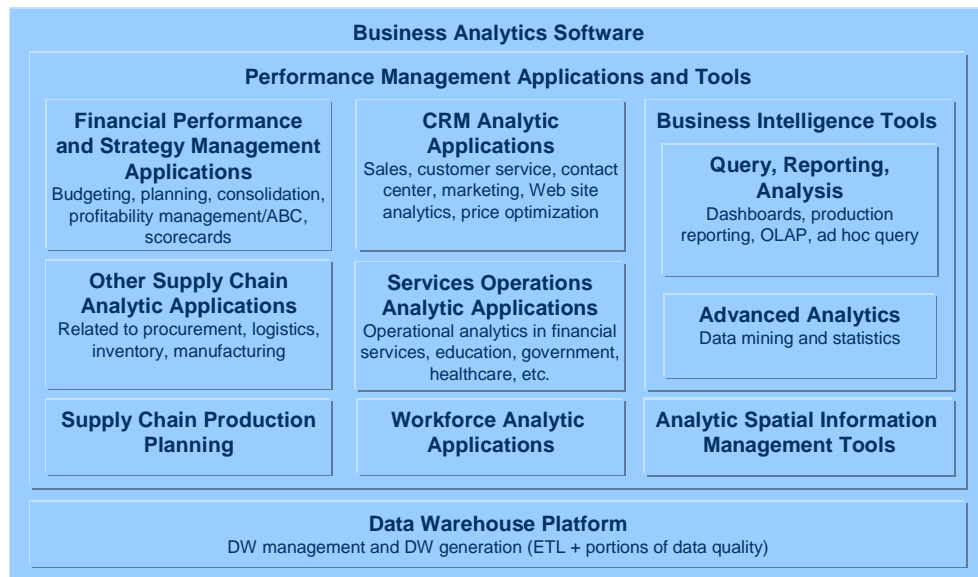 Business Analytics Software
Performance Management Applications and Tools
Financial Performance
and Strategy Management
Applications
Budgeting, planning, consolidation,
profitability management/ABC,
scorecards
CRM Analytic
Applications
Sales, customer service, contact
center, marketing, Web site
analytics, price optimization
Business Intelligence Tools
Query, Reporting,
Analysis
Dashboards, production
reporting, OLAP, ad hoc query
Advanced Analytics
Data mining and statistics
Other Supply Chain
Analytic Applications
Related to procurement, logistics,
inventory, manufacturing
Services Operations
Analytic Applications
Operational analytics in financial
services, education, government,
healthcare, etc.
Supply Chain Production
Planning
Workforce Analytic
Applications
Analytic Spatial Information
Management Tools
Data Warehouse Platform
DW management and DW generation (ETL + portions of data quality)